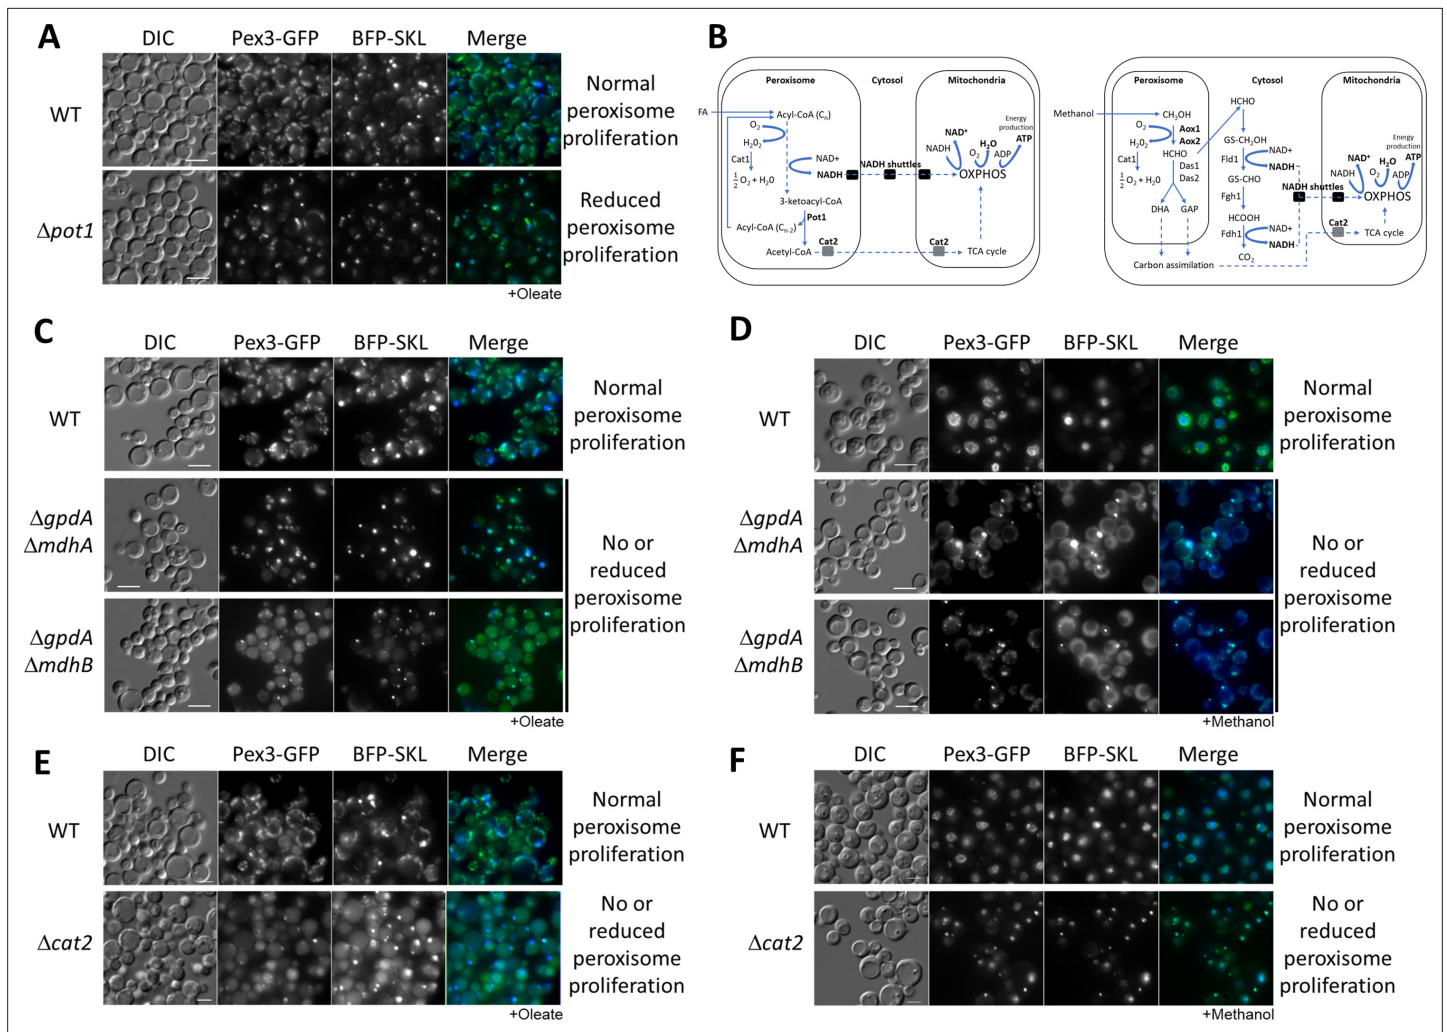 A
DIC
Pex3-GFP
BFP-SKL
Merge
WT
Normal
peroxisome
proliferation
Δpot1
Reduced
peroxisome
proliferation
+Oleate
B
Peroxisome
Cytosol
Mitochondria
FA
Acyl-CoA (Cn)
O2
H2O2
Cat1
1/2 O2 + H20
NAD+
NADH
NADH shuttles
3-ketoacyl-CoA
Pot1
Acyl-CoA (Cn-2)
Acetyl-CoA
Cat2
Cat2
TCA cycle
OXPHOS
NADH
NAD+
O2
H2O
ADP
ATP
Energy
production
Peroxisome
Cytosol
Mitochondria
Methanol
CH3OH
O2
H2O2
Aox1
Aox2
Cat1
1/2 O2 + H20
HCHO
Das1
Das2
DHA
GAP
Carbon assimilation
HCHO
GS-CH2OH
Fld1
NAD+
NADH
GS-CHO
Fgh1
HCOOH
Fdh1
NAD+
NADH
CO2
NADH shuttles
Cat2
TCA cycle
OXPHOS
NADH
NAD+
O2
H2O
ADP
ATP
Energy
production
C
DIC
Pex3-GFP
BFP-SKL
Merge
WT
Normal
peroxisome
proliferation
ΔgpdA
ΔmdhA
ΔgpdA
ΔmdhB
No or
reduced
peroxisome
proliferation
+Oleate
D
DIC
Pex3-GFP
BFP-SKL
Merge
WT
Normal
peroxisome
proliferation
ΔgpdA
ΔmdhA
ΔgpdA
ΔmdhB
No or
reduced
peroxisome
proliferation
+Methanol
E
DIC
Pex3-GFP
BFP-SKL
Merge
WT
Normal
peroxisome
proliferation
Δcat2
No or
reduced
peroxisome
proliferation
+Oleate
F
DIC
Pex3-GFP
BFP-SKL
Merge
WT
Normal
peroxisome
proliferation
Δcat2
No or
reduced
peroxisome
proliferation
+Methanol